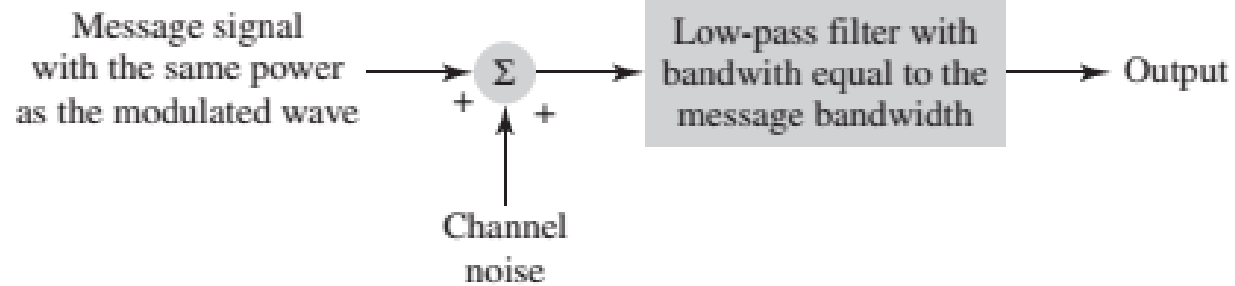 Message signal
with the same power
as the modulated wave
Σ
+
+
Low-pass filter with
bandwith equal to the
message bandwidth
Output
Channel
noise